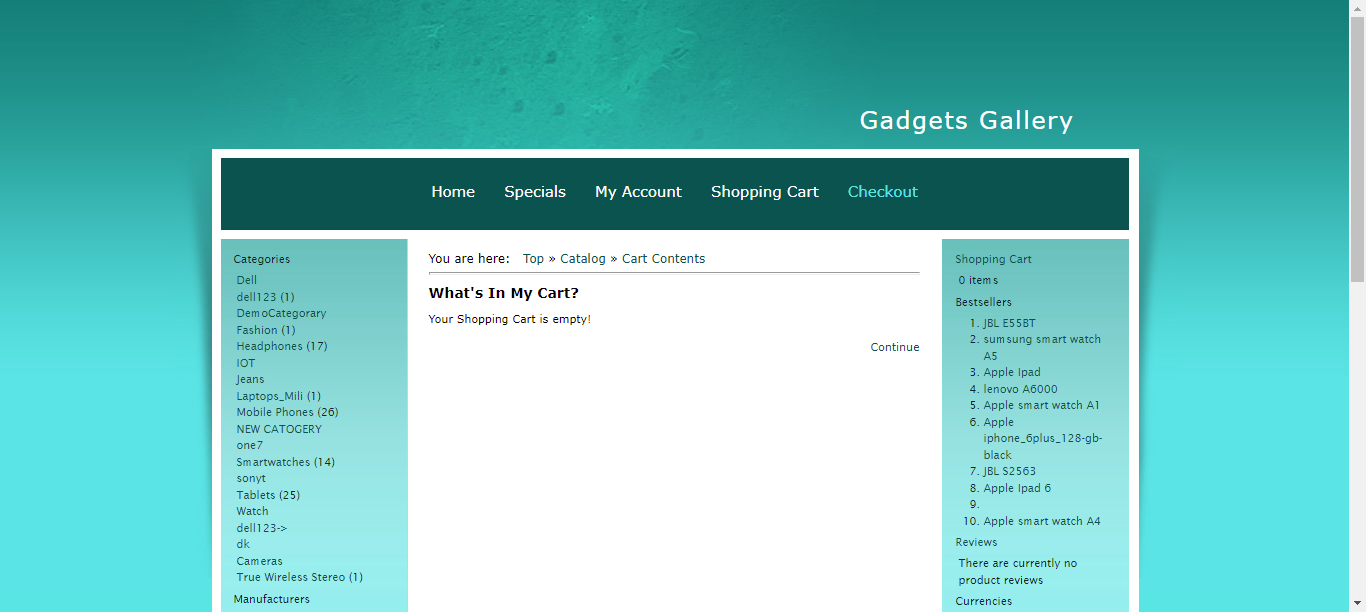 Gadgets Gallery
Home Specials My Account Shopping Cart Checkout
Categories
Dell
dell123 (1)
DemoCategorary
Fashion (1)
Headphones (17)
IOT
Jeans
Laptops_Mili (1)
Mobile Phones (26)
NEW CATOGERY
one7
Smartwatches (14)
sonyt
Tablets (25)
Watch
dell123->
dk
Cameras
True Wireless Stereo (1)
Manufacturers
You are here: Top » Catalog » Cart Contents
What's In My Cart?
Your Shopping Cart is empty!
Continue
Shopping Cart
0 items
Bestsellers
1. JBL E55BT
2. sumsung smart watch
A5
3. Apple Ipad
4. lenovo A6000
5. Apple smart watch A1
6. Apple
iphone_6plus_128-gb-
black
7. JBL S2563
8. Apple Ipad 6
9.
10. Apple smart watch A4
Reviews
There are currently no
product reviews
Currencies